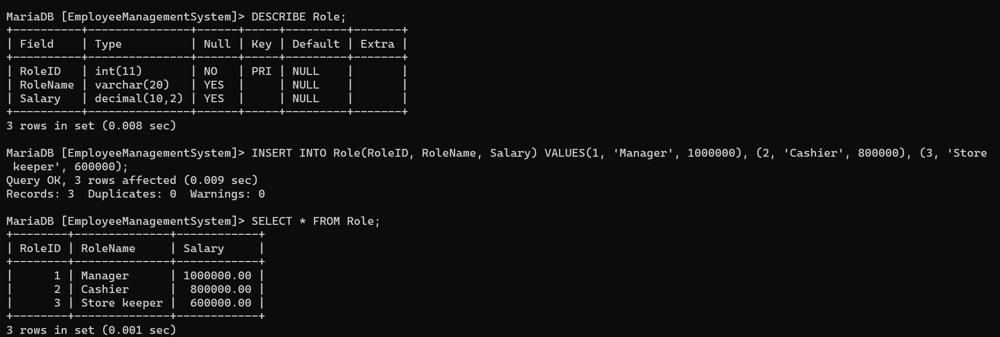 MariaDB [EmployeeManagementSystem]> DESCRIBE Role;
+----------+---------------+------+-----+---------+-------+
| Field    | Type          | Null | Key | Default | Extra |
+----------+---------------+------+-----+---------+-------+
| RoleID   | int(11)       | NO   | PRI | NULL    |       |
| RoleName | varchar(20)   | YES  |     | NULL    |       |
| Salary   | decimal(10,2) | YES  |     | NULL    |       |
+----------+---------------+------+-----+---------+-------+
3 rows in set (0.008 sec)
MariaDB [EmployeeManagementSystem]> INSERT INTO Role(RoleID, RoleName, Salary) VALUES(1, 'Manager', 1000000), (2, 'Cashier', 800000), (3, 'Store
 keeper', 600000);
Query OK, 3 rows affected (0.009 sec)
Records: 3  Duplicates: 0  Warnings: 0
MariaDB [EmployeeManagementSystem]> SELECT * FROM Role;
+--------+--------------+------------+
| RoleID | RoleName     | Salary     |
+--------+--------------+------------+
|      1 | Manager      | 1000000.00 |
|      2 | Cashier      |  800000.00 |
|      3 | Store keeper |  600000.00 |
+--------+--------------+------------+
3 rows in set (0.001 sec)